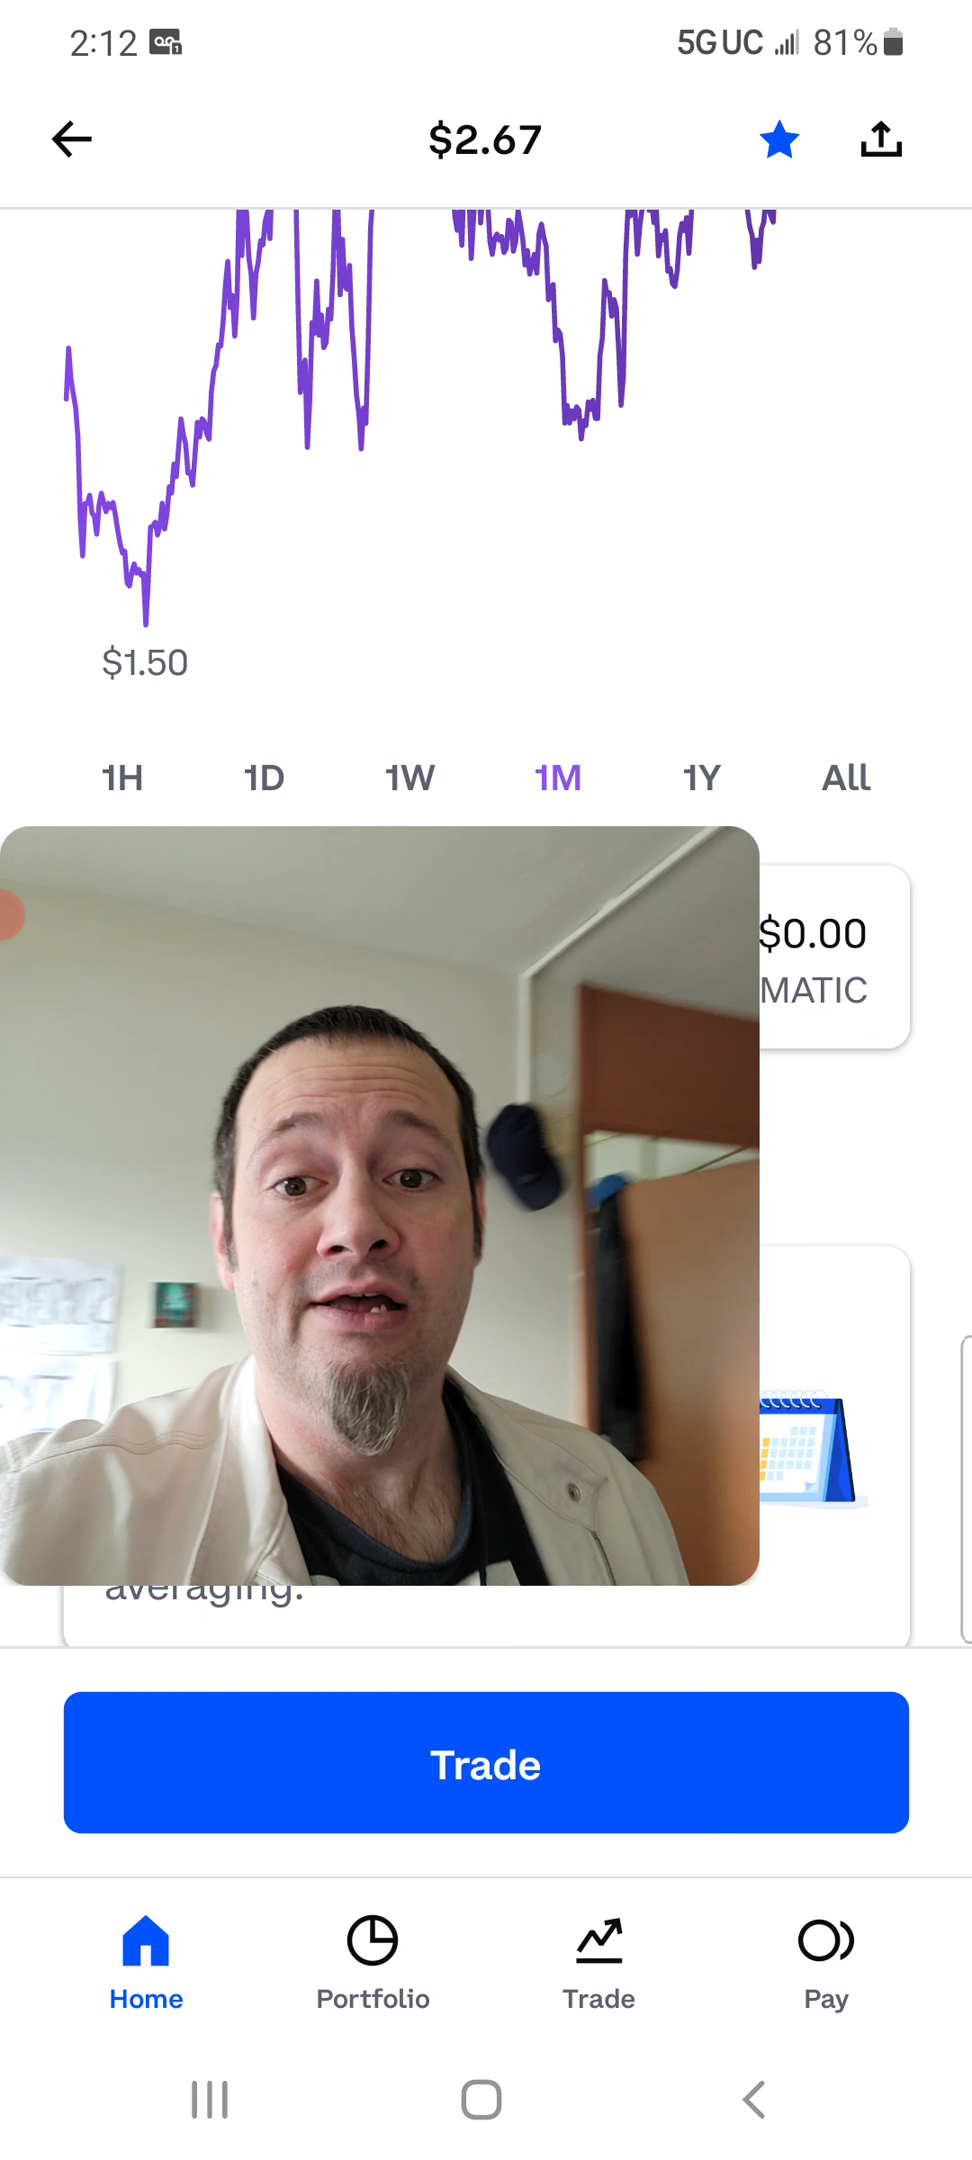 2:12
5G UC 81%
$2.67
$1.50
1H 1D 1W 1M 1Y All
$0.00
MATIC
averaging.
Trade
Home Portfolio Trade Pay